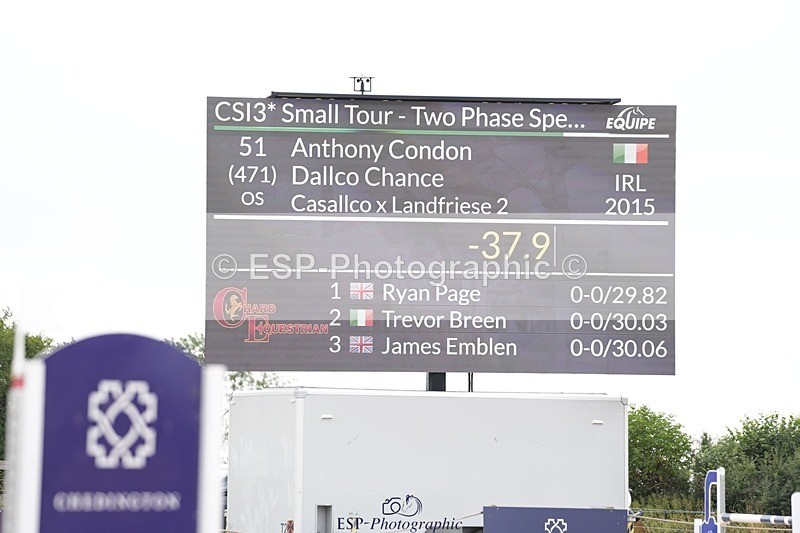 CSI3* Small Tour - Two Phase Spe...
EQUIPE
51 Anthony Condon
(471) Dallco Chance IRL
OS Casallco x Landfriese 2 2015
-37.9
© ESP-Photographic ©
1 Ryan Page 0-0/29.82
2 Trevor Breen 0-0/30.03
3 James Emblen 0-0/30.06
CHARD
EQUESTRIAN
CREDINGTON
ESP-Photographic